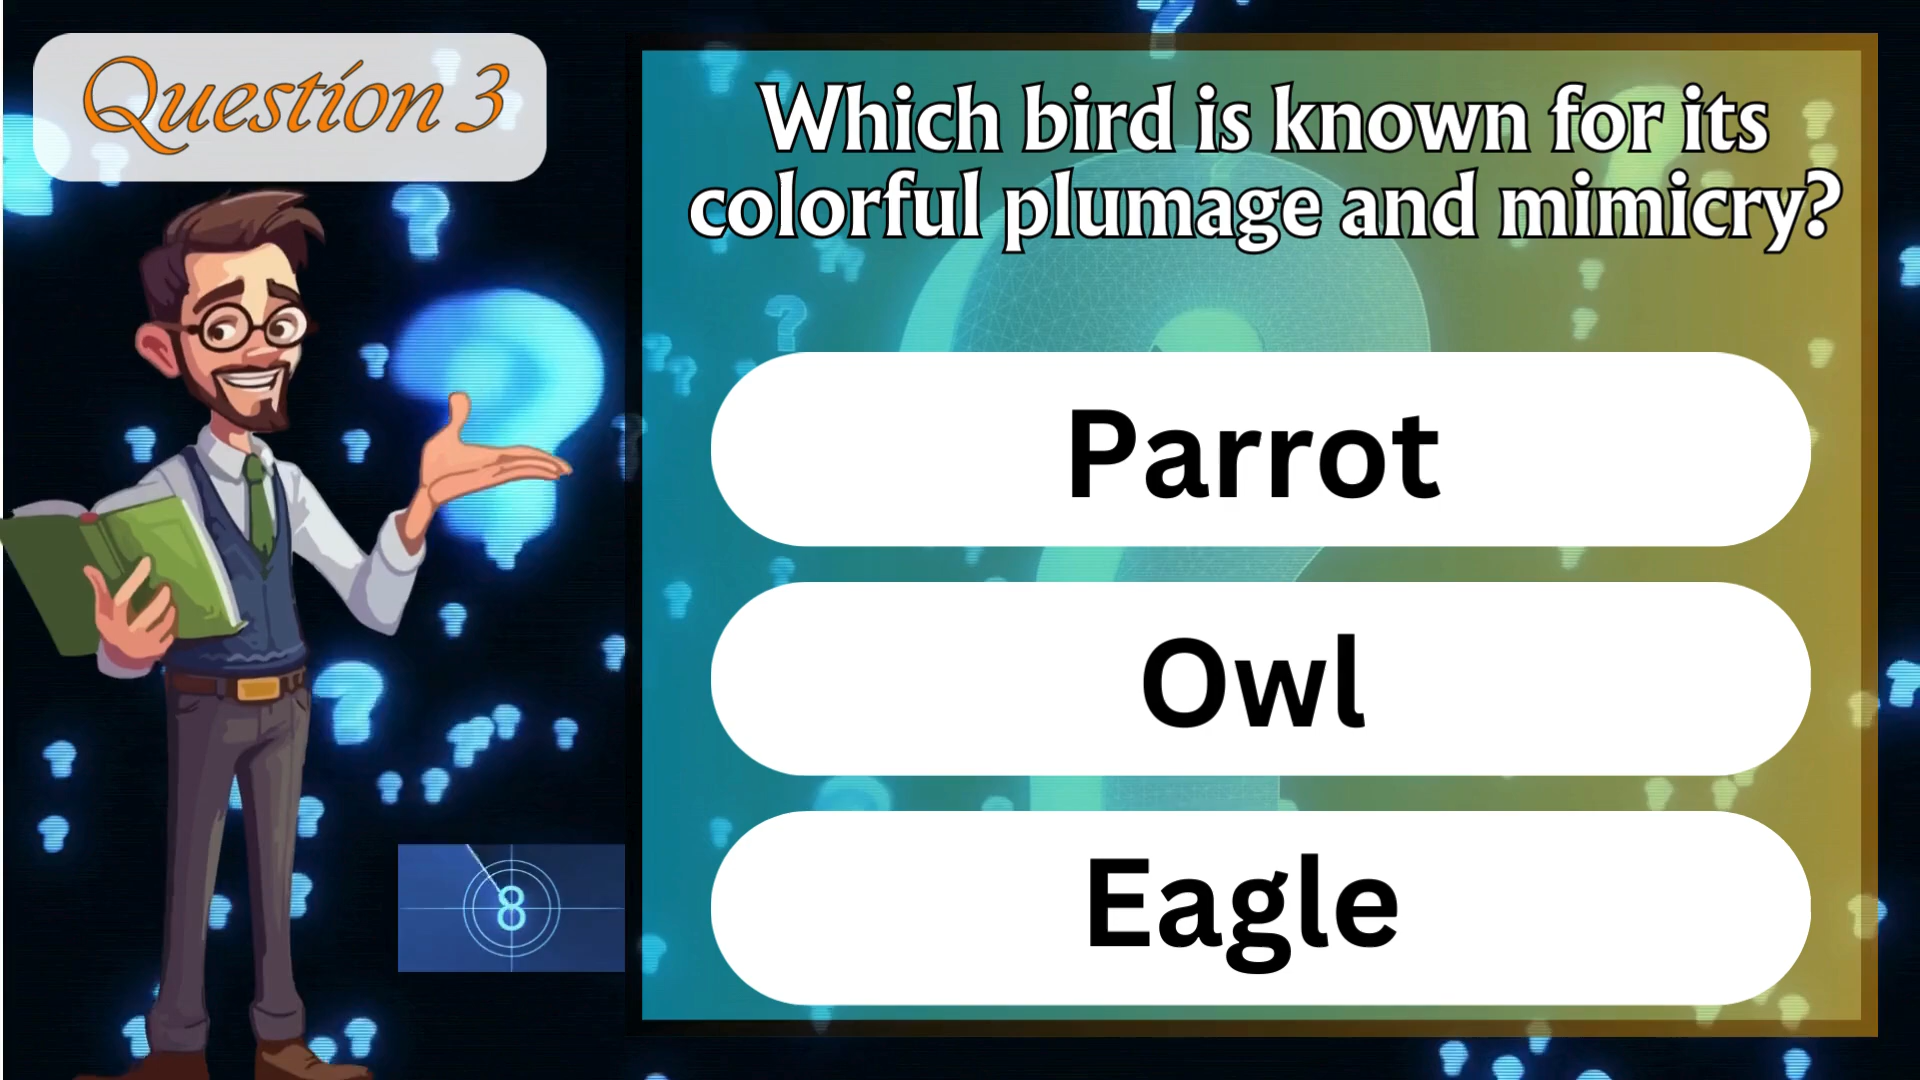 Question 3
Which bird is known for its
colorful plumage and mimicry?
Parrot
Owl
Eagle
8